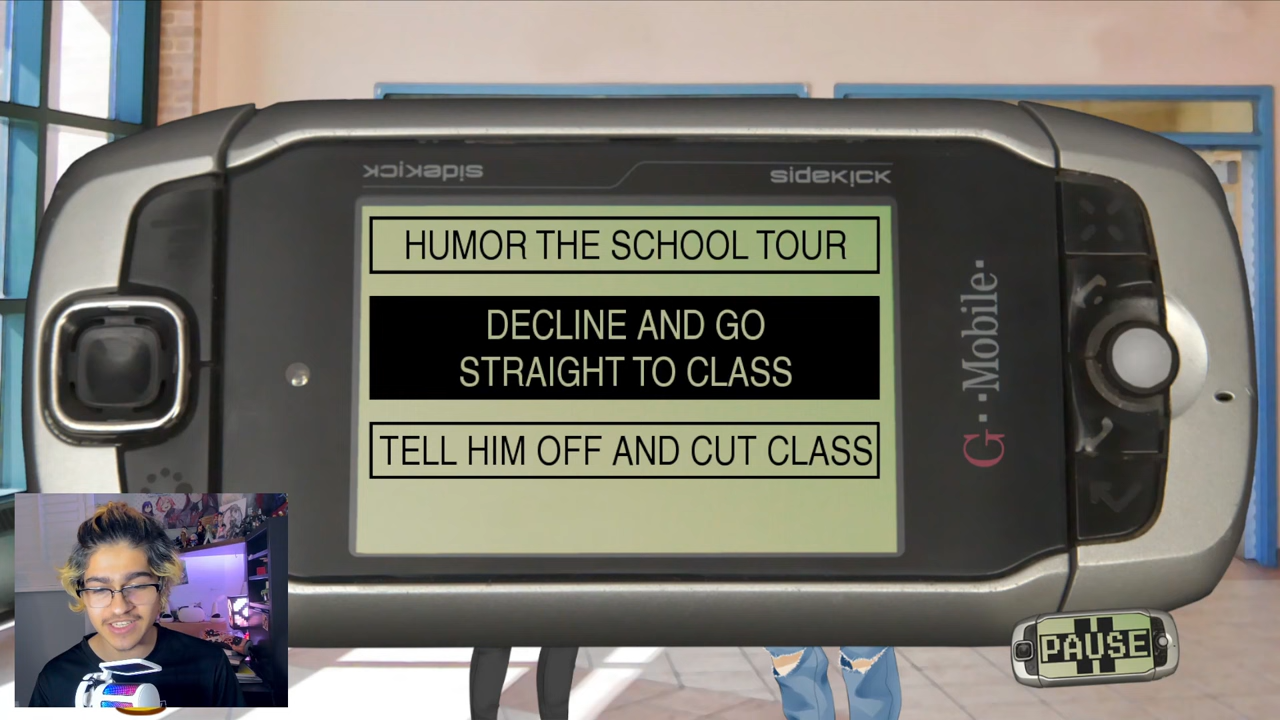 sidekick
sidekick
HUMOR THE SCHOOL TOUR
DECLINE AND GO
STRAIGHT TO CLASS
TELL HIM OFF AND CUT CLASS
G··Mobile·
PAUSE